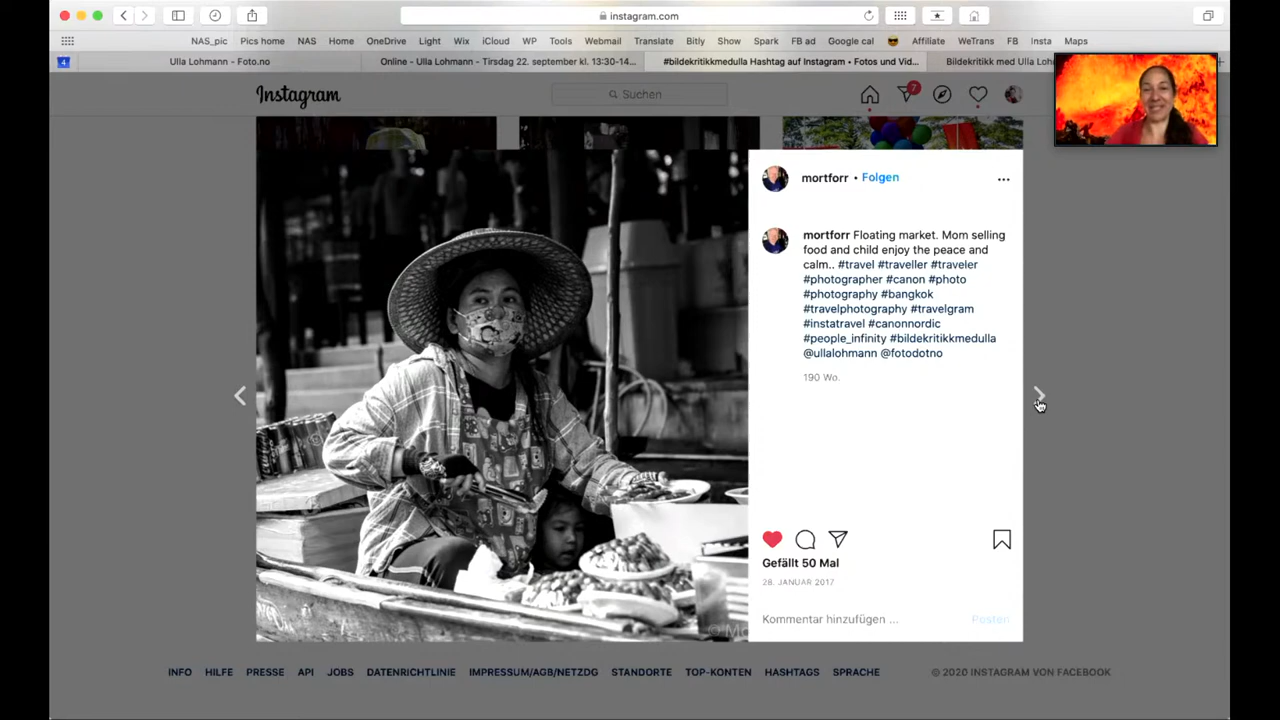 instagram.com
NAS_pic Pics home NAS Home OneDrive Light Wix iCloud WP Tools Webmail Translate Bitly Show Spark FB ad Google cal Affiliate WeTrans FB Insta Maps
4 Ulla Lohmann - Foto.no Online - Ulla Lohmann - Tirsdag 22. september kl. 13:30-14... #bildekritikkmedulla Hashtag auf Instagram • Fotos und Vid... Bildekritikk med Ulla
Instagram Suchen 7
mortforr • Folgen
mortforr Floating market. Mom selling
food and child enjoy the peace and
calm.. #travel #traveller #traveler
#photographer #canon #photo
#photography #bangkok
#travelphotography #travelgram
#instatravel #canonnordic
#people_infinity #bildekritikkmedulla
@ullalohmann @fotodotno
190 Wo.
Gefällt 50 Mal
28. JANUAR 2017
Kommentar hinzufügen ... Posten
INFO HILFE PRESSE API JOBS DATENRICHTLINIE IMPRESSUM/AGB/NETZDG STANDORTE TOP-KONTEN HASHTAGS SPRACHE © 2020 INSTAGRAM VON FACEBOOK